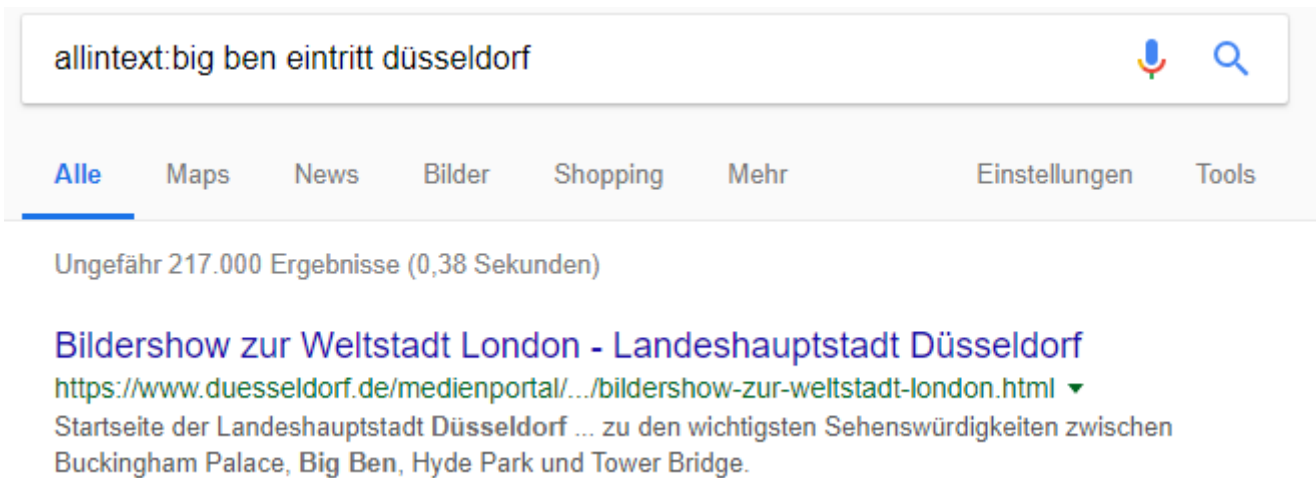 allintext:big ben eintritt düsseldorf
Alle Maps News Bilder Shopping Mehr Einstellungen Tools
Ungefähr 217.000 Ergebnisse (0,38 Sekunden)
Bildershow zur Weltstadt London - Landeshauptstadt Düsseldorf
https://www.duesseldorf.de/medienportal/.../bildershow-zur-weltstadt-london.html
Startseite der Landeshauptstadt Düsseldorf ... zu den wichtigsten Sehenswürdigkeiten zwischen
Buckingham Palace, Big Ben, Hyde Park und Tower Bridge.